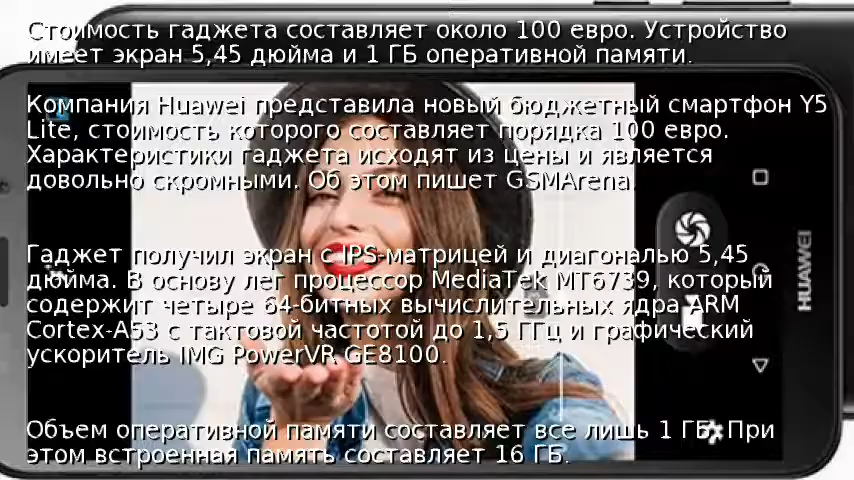 Стоимость гаджета составляет около 100 евро. Устройство
имеет экран 5,45 дюйма и 1 ГБ оперативной памяти.
Компания Huawei представила новый бюджетный смартфон Y5
Lite, стоимость которого составляет порядка 100 евро.
Характеристики гаджета исходят из цены и является
довольно скромными. Об этом пишет GSMArena.
Гаджет получил экран с IPS-матрицей и диагональю 5,45
дюйма. В основу лег процессор MediaTek MT6739, который
содержит четыре 64-битных вычислительных ядра ARM
Cortex-A53 с тактовой частотой до 1,5 ГГц и графический
ускоритель IMG PowerVR GE8100.
Объем оперативной памяти составляет все лишь 1 ГБ. При
этом встроенная память составляет 16 ГБ.
HUAWEI